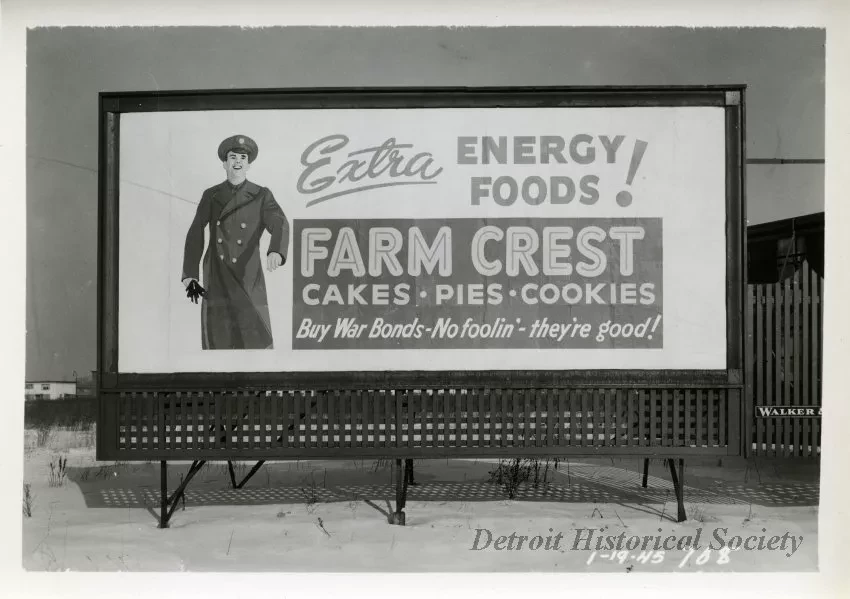 Extra ENERGY
FOODS!
FARM CREST
CAKES · PIES · COOKIES
Buy War Bonds - No foolin' - they're good!
WALKER &
Detroit Historical Society
1-19-45 108